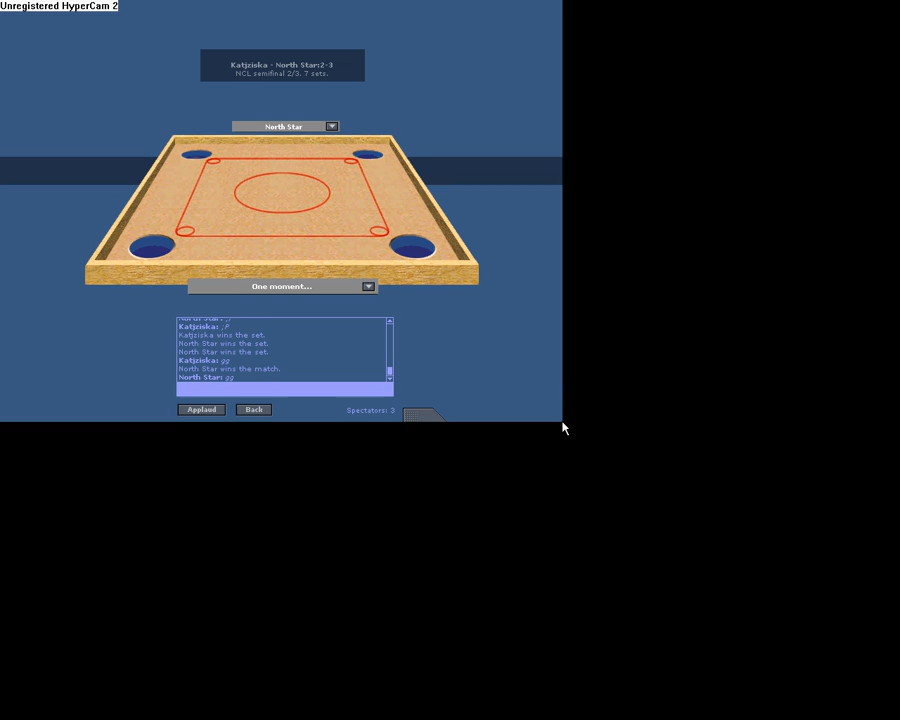 Unregistered HyperCam 2
Katjziska - North Star:2-3
NCL semifinal 2/3. 7 sets.
North Star
One moment...
North Star: ;)
Katjziska: ;P
Katjziska wins the set.
North Star wins the set.
North Star wins the set.
Katjziska: gg
North Star wins the match.
North Star: gg
Applaud
Back
Spectators: 3